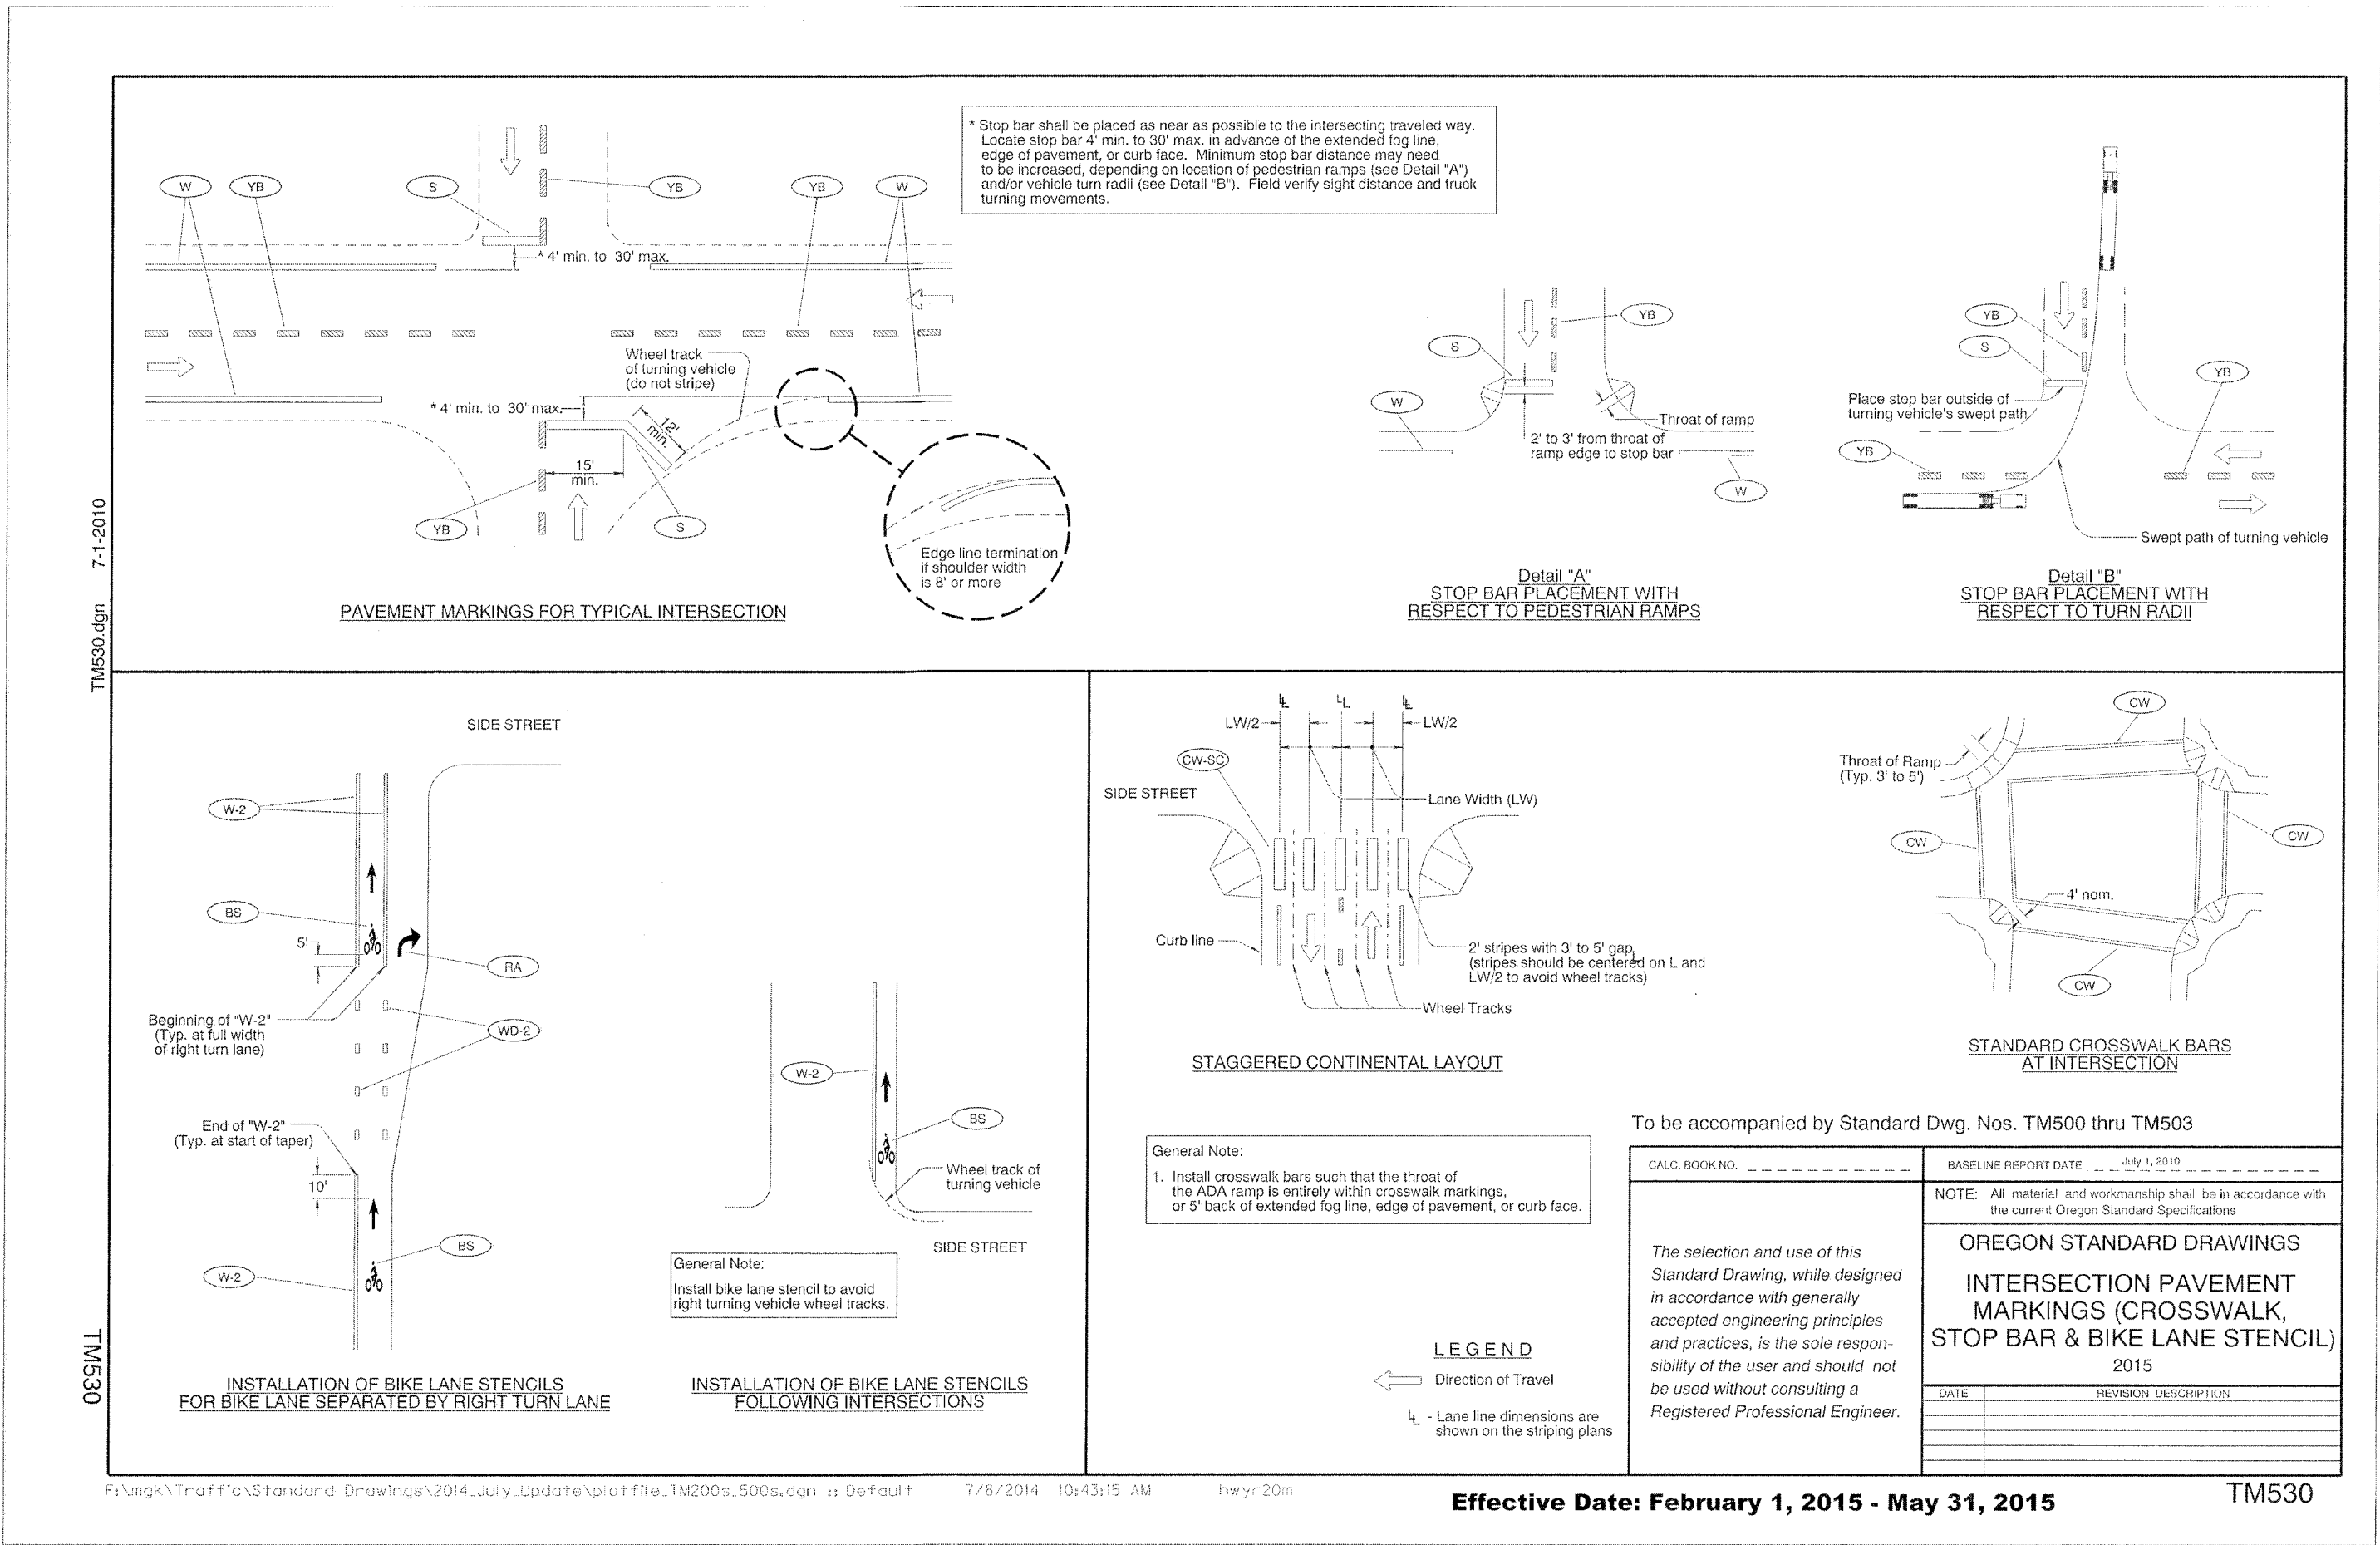 * Stop bar shall be placed as near as possible to the intersecting traveled way.
Locate stop bar 4' min. to 30' max. in advance of the extended fog line,
edge of pavement, or curb face. Minimum stop bar distance may need
to be increased, depending on location of pedestrian ramps (see Detail "A")
and/or vehicle turn radii (see Detail "B"). Field verify sight distance and truck
turning movements.
W
YB
S
YB
YB
W
* 4' min. to 30' max.
Wheel track
of turning vehicle
(do not stripe)
* 4' min. to 30' max.
12'
min.
15'
min.
YB
S
Edge line termination
if shoulder width
is 8' or more
PAVEMENT MARKINGS FOR TYPICAL INTERSECTION
YB
S
W
Throat of ramp
2' to 3' from throat of
ramp edge to stop bar
W
Detail "A"
STOP BAR PLACEMENT WITH
RESPECT TO PEDESTRIAN RAMPS
YB
S
YB
Place stop bar outside of
turning vehicle's swept path
YB
Swept path of turning vehicle
Detail "B"
STOP BAR PLACEMENT WITH
RESPECT TO TURN RADII
TM530.dgn 7-1-2010
TM530
SIDE STREET
W-2
BS
5'
RA
Beginning of "W-2"
(Typ. at full width
of right turn lane)
WD-2
End of "W-2"
(Typ. at start of taper)
10'
BS
W-2
INSTALLATION OF BIKE LANE STENCILS
FOR BIKE LANE SEPARATED BY RIGHT TURN LANE
W-2
BS
Wheel track of
turning vehicle
SIDE STREET
General Note:
Install bike lane stencil to avoid
right turning vehicle wheel tracks.
INSTALLATION OF BIKE LANE STENCILS
FOLLOWING INTERSECTIONS
LW/2
LW/2
CW-SC
SIDE STREET
Lane Width (LW)
Curb line
2' stripes with 3' to 5' gap,
(stripes should be centered on L and
LW/2 to avoid wheel tracks)
Wheel Tracks
STAGGERED CONTINENTAL LAYOUT
CW
Throat of Ramp
(Typ. 3' to 5')
CW
CW
4' nom.
CW
STANDARD CROSSWALK BARS
AT INTERSECTION
General Note:
1. Install crosswalk bars such that the throat of
the ADA ramp is entirely within crosswalk markings,
or 5' back of extended fog line, edge of pavement, or curb face.
LEGEND
Direction of Travel
- Lane line dimensions are
shown on the striping plans
To be accompanied by Standard Dwg. Nos. TM500 thru TM503
CALC. BOOK NO.
BASELINE REPORT DATE July 1, 2010
NOTE: All material and workmanship shall be in accordance with
the current Oregon Standard Specifications
The selection and use of this
Standard Drawing, while designed
in accordance with generally
accepted engineering principles
and practices, is the sole respon-
sibility of the user and should not
be used without consulting a
Registered Professional Engineer.
OREGON STANDARD DRAWINGS
INTERSECTION PAVEMENT
MARKINGS (CROSSWALK,
STOP BAR & BIKE LANE STENCIL)
2015
DATE REVISION DESCRIPTION
F:\mgk\Traffic\Standard Drawings\2014_July_Update\plotfile_TM200s_500s.dgn :: Default 7/8/2014 10:43:15 AM hwyr20m
Effective Date: February 1, 2015 - May 31, 2015
TM530